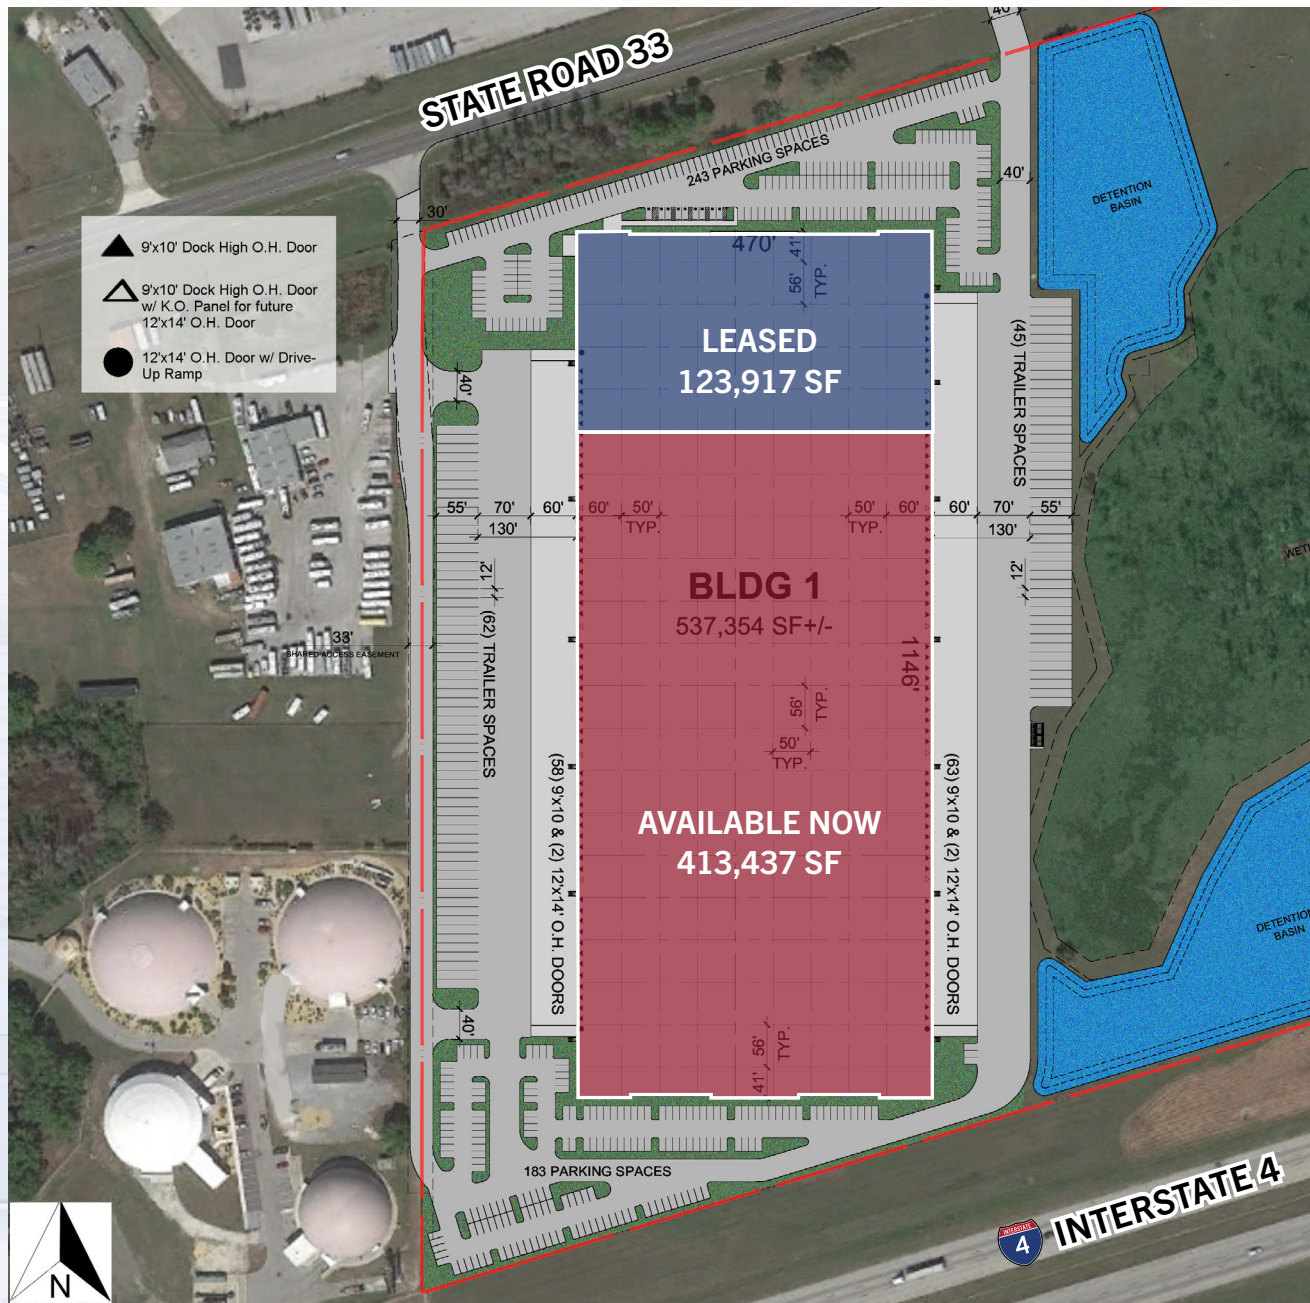 40'
STATE ROAD 33
243 PARKING SPACES
40'
DETENTION
BASIN
30'
9'x10' Dock High O.H. Door
9'x10' Dock High O.H. Door
w/ K.O. Panel for future
12'x14' O.H. Door
12'x14' O.H. Door w/ Drive-
Up Ramp
470'
41'
56'
TYP.
LEASED
123,917 SF
40'
(45) TRAILER SPACES
55'
70'
60'
60'
50'
50'
60'
60'
70'
55'
130'
TYP.
TYP.
130'
12'
12'
BLDG 1
537,354 SF+/-
33'
SHARED ACCESS EASEMENT
(62) TRAILER SPACES
1146'
56'
TYP.
50'
TYP.
(58) 9'x10 & (2) 12'x14' O.H. DOORS
(63) 9'x10 & (2) 12'x14' O.H. DOORS
AVAILABLE NOW
413,437 SF
DETENTION
BASIN
40'
56'
TYP.
41'
183 PARKING SPACES
INTERSTATE
4
INTERSTATE 4
N